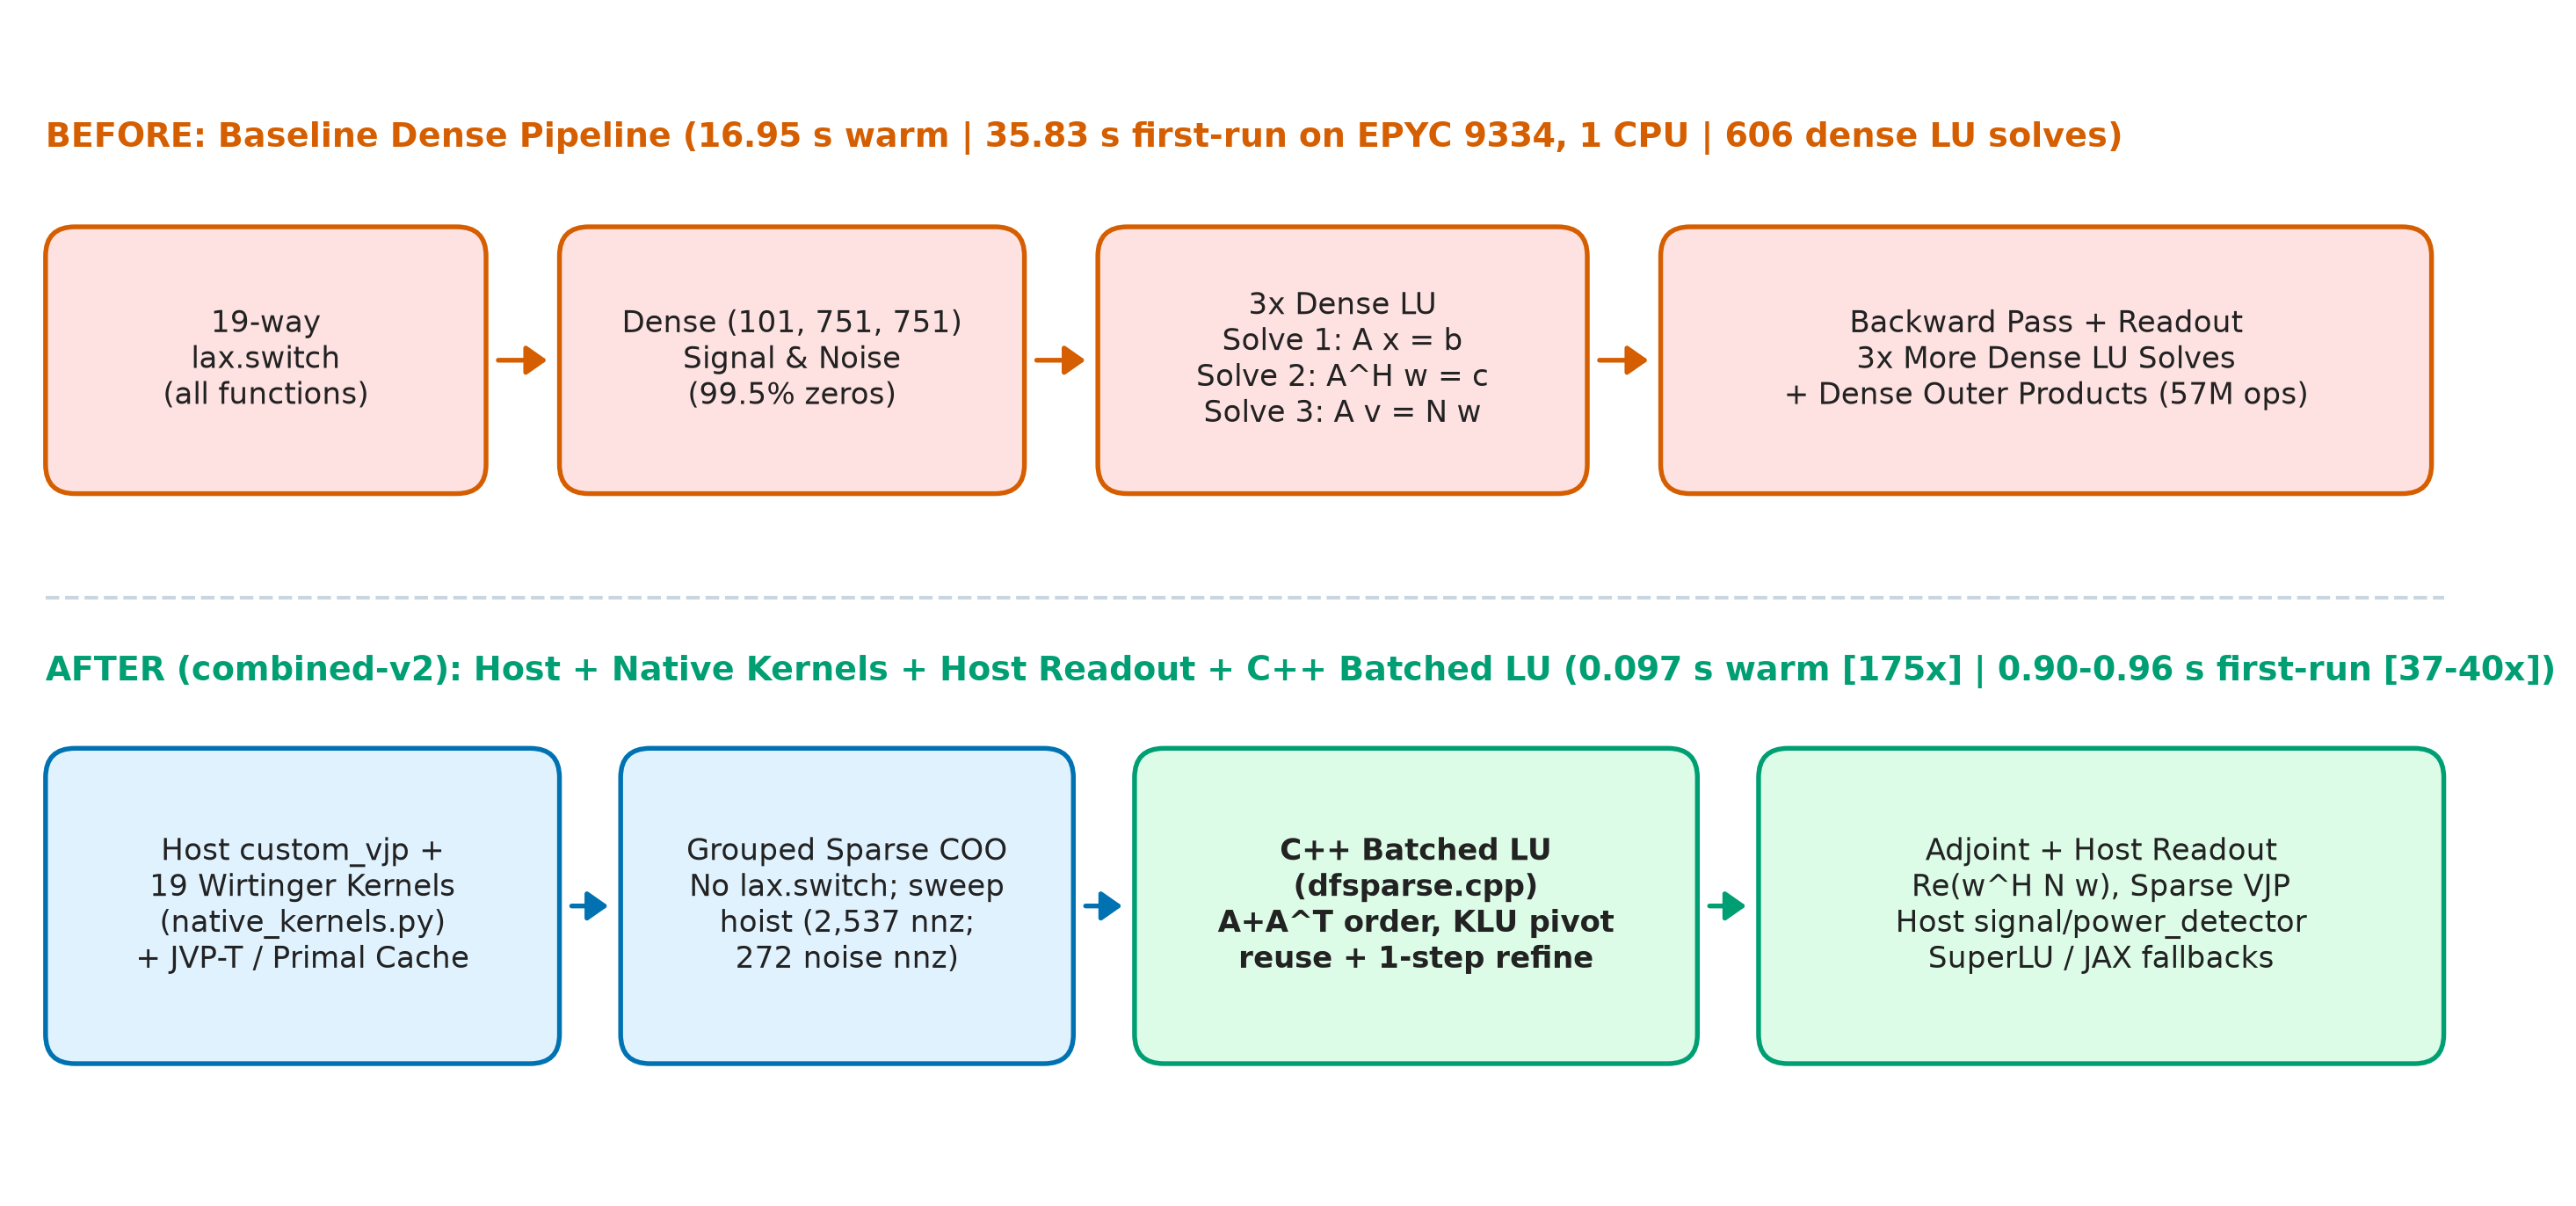 BEFORE: Baseline Dense Pipeline (16.95 s warm | 35.83 s first-run on EPYC 9334, 1 CPU | 606 dense LU solves)
19-way
lax.switch
(all functions)
Dense (101, 751, 751)
Signal & Noise
(99.5% zeros)
3x Dense LU
Solve 1: A x = b
Solve 2: A^H w = c
Solve 3: A v = N w
Backward Pass + Readout
3x More Dense LU Solves
+ Dense Outer Products (57M ops)
AFTER (combined-v2): Host + Native Kernels + Host Readout + C++ Batched LU (0.097 s warm [175x] | 0.90-0.96 s first-run [37-40x])
Host custom_vjp +
19 Wirtinger Kernels
(native_kernels.py)
+ JVP-T / Primal Cache
Grouped Sparse COO
No lax.switch; sweep
hoist (2,537 nnz;
272 noise nnz)
C++ Batched LU
(dfsparse.cpp)
A+A^T order, KLU pivot
reuse + 1-step refine
Adjoint + Host Readout
Re(w^H N w), Sparse VJP
Host signal/power_detector
SuperLU / JAX fallbacks